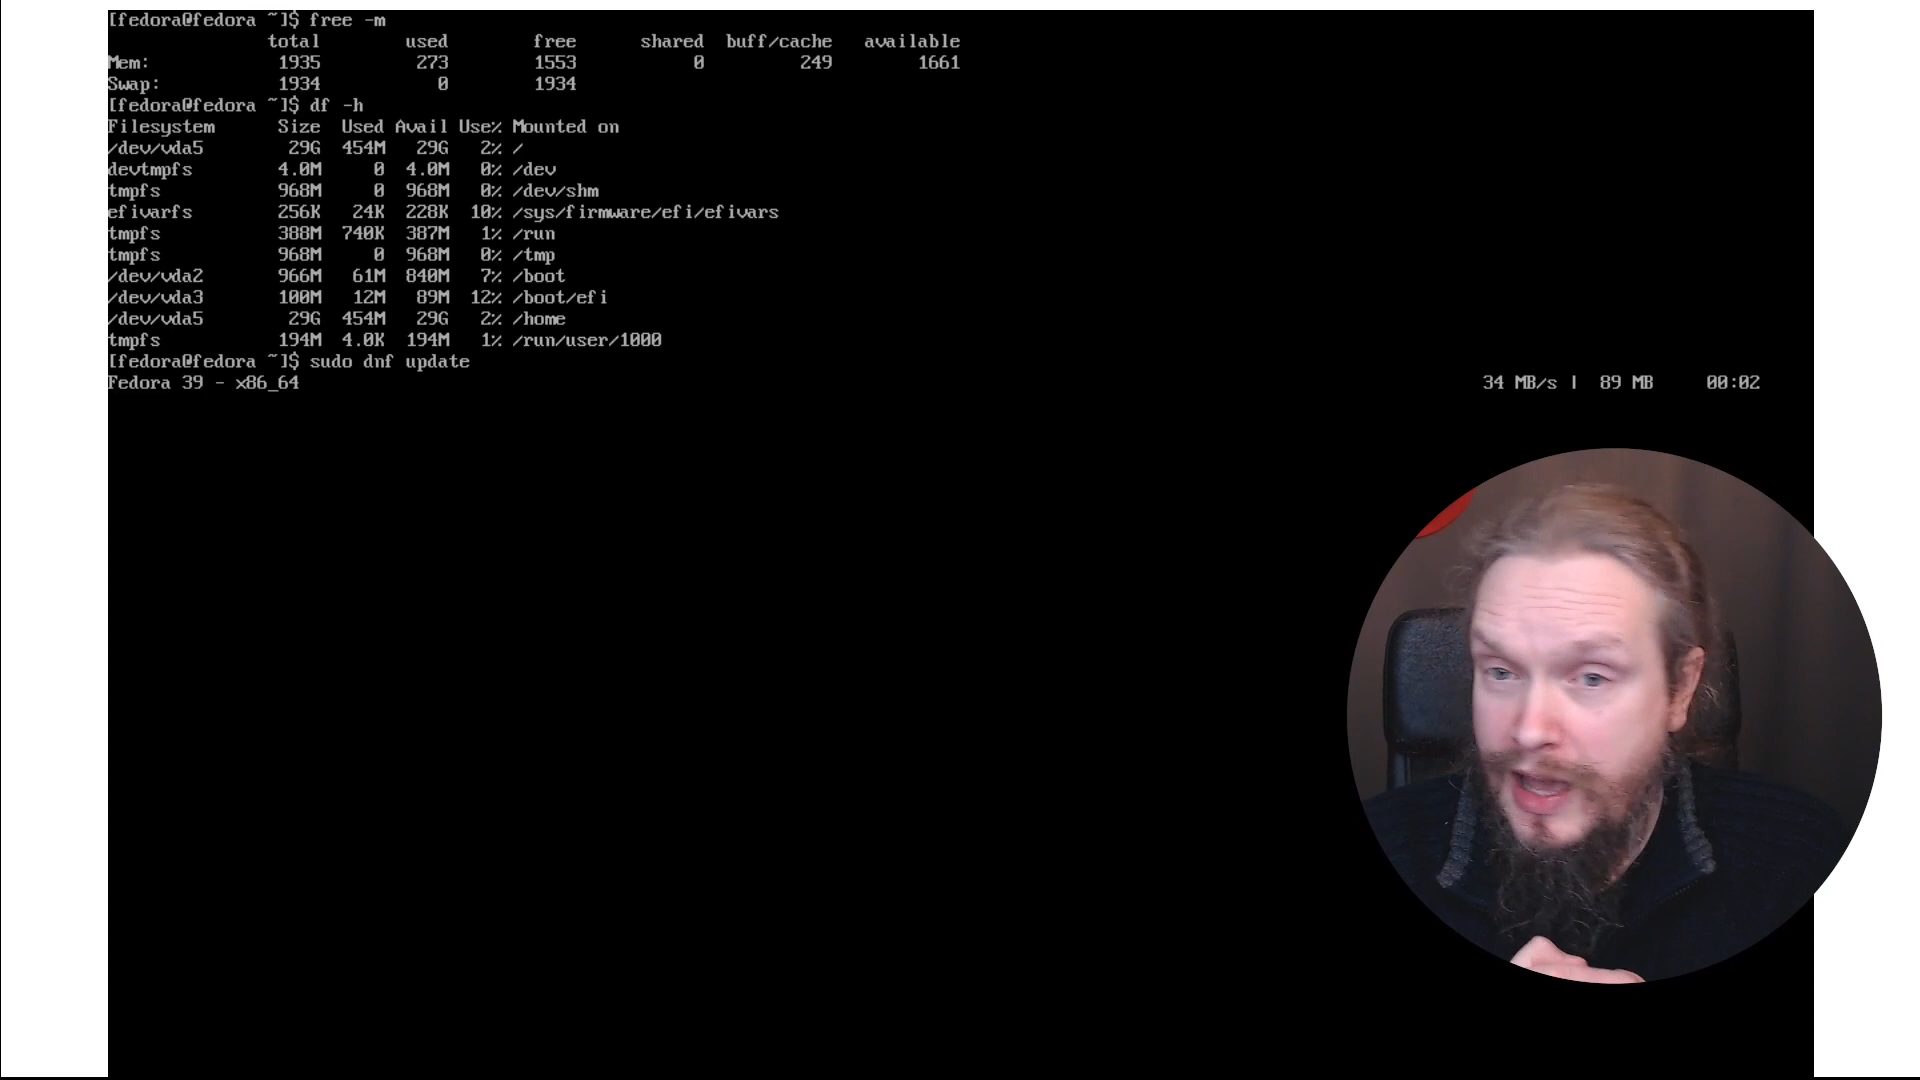 [fedora@fedora ~]$ free -m
total used free shared buff/cache available
Mem: 1935 273 1553 0 249 1661
Swap: 1934 0 1934
[fedora@fedora ~]$ df -h
Filesystem Size Used Avail Use% Mounted on
/dev/vda5 29G 454M 29G 2% /
devtmpfs 4.0M 0 4.0M 0% /dev
tmpfs 968M 0 968M 0% /dev/shm
efivarfs 256K 24K 228K 10% /sys/firmware/efi/efivars
tmpfs 388M 740K 387M 1% /run
tmpfs 968M 0 968M 0% /tmp
/dev/vda2 966M 61M 840M 7% /boot
/dev/vda3 100M 12M 89M 12% /boot/efi
/dev/vda5 29G 454M 29G 2% /home
tmpfs 194M 4.0K 194M 1% /run/user/1000
[fedora@fedora ~]$ sudo dnf update
Fedora 39 - x86_64 34 MB/s | 89 MB 00:02